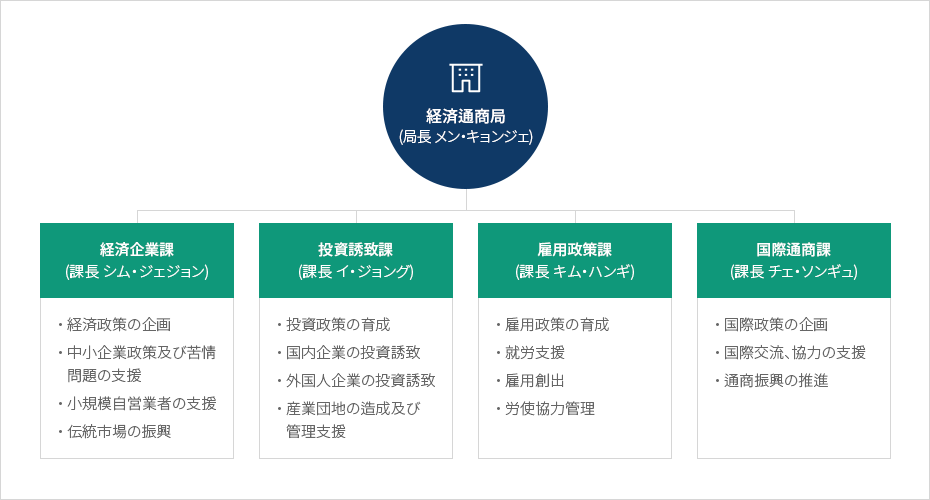 経済通商局
(局長 メン・キョンジェ)
経済企業課
(課長 シム・ジェジョン)
・経済政策の企画
・中小企業政策及び苦情
問題の支援
・小規模自営業者の支援
・伝統市場の振興
投資誘致課
(課長 イ・ジョング)
・投資政策の育成
・国内企業の投資誘致
・外国人企業の投資誘致
・産業団地の造成及び
管理支援
雇用政策課
(課長 キム・ハンギ)
・雇用政策の育成
・就労支援
・雇用創出
・労使協力管理
国際通商課
(課長 チェ・ソンギュ)
・国際政策の企画
・国際交流、協力の支援
・通商振興の推進